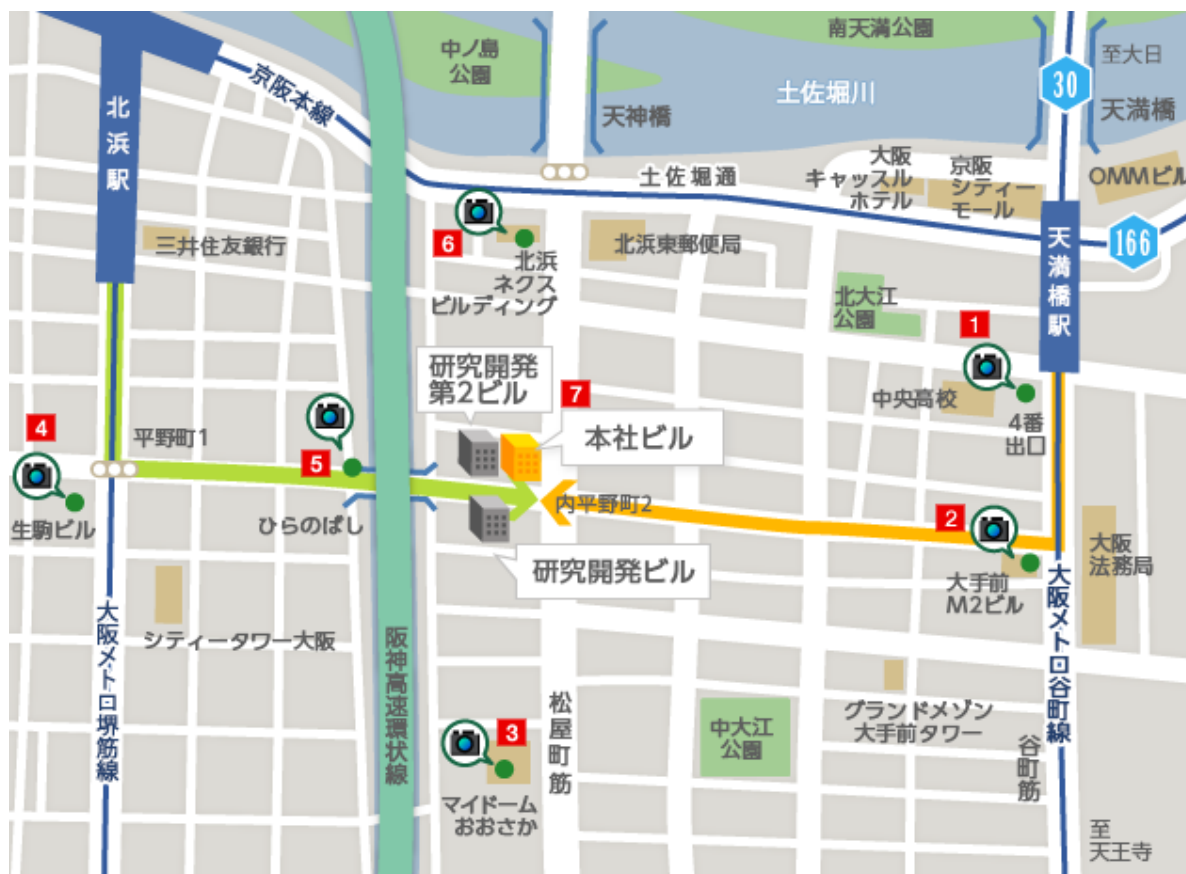 中ノ島
公園
南天満公園
至大日
30
京阪本線
天神橋
土佐堀川
天満橋
北浜駅
土佐堀通
大阪
キャッスル
ホテル
京阪
シティー
モール
OMMビル
166
6
三井住友銀行
北浜
ネクス
ビルディング
北浜東郵便局
天満橋駅
北大江
公園
1
研究開発
第2ビル
7
本社ビル
中央高校
4番
出口
4
平野町1
5
生駒ビル
ひらのばし
内平野町2
2
大手前
M2ビル
大阪
法務局
研究開発ビル
大阪メトロ堺筋線
シティータワー大阪
阪神高速環状線
大阪メトロ谷町線
松屋町筋
中大江
公園
グランドメゾン
大手前タワー
谷町筋
3
マイドーム
おおさか
至
天王寺